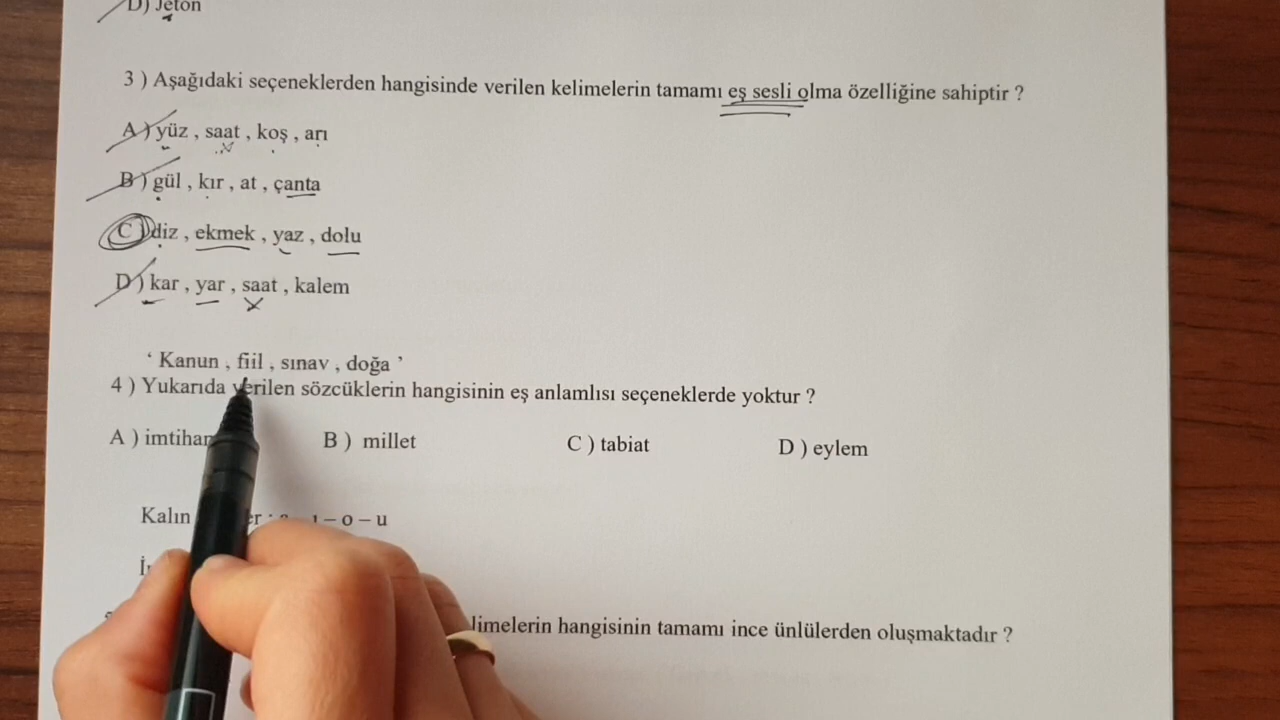 D) Jeton
3 ) Aşağıdaki seçeneklerden hangisinde verilen kelimelerin tamamı eş sesli olma özelliğine sahiptir ?
A ) yüz , saat , koş , arı
B ) gül , kır , at , çanta
C ) diz , ekmek , yaz , dolu
D ) kar , yar , saat , kalem
‘ Kanun , fiil , sınav , doğa ’
4 ) Yukarıda verilen sözcüklerin hangisinin eş anlamlısı seçeneklerde yoktur ?
A ) B ) millet C ) tabiat D ) eylem
Kalın ı – o – u
hangisinin tamamı ince ünlülerden oluşmaktadır ?